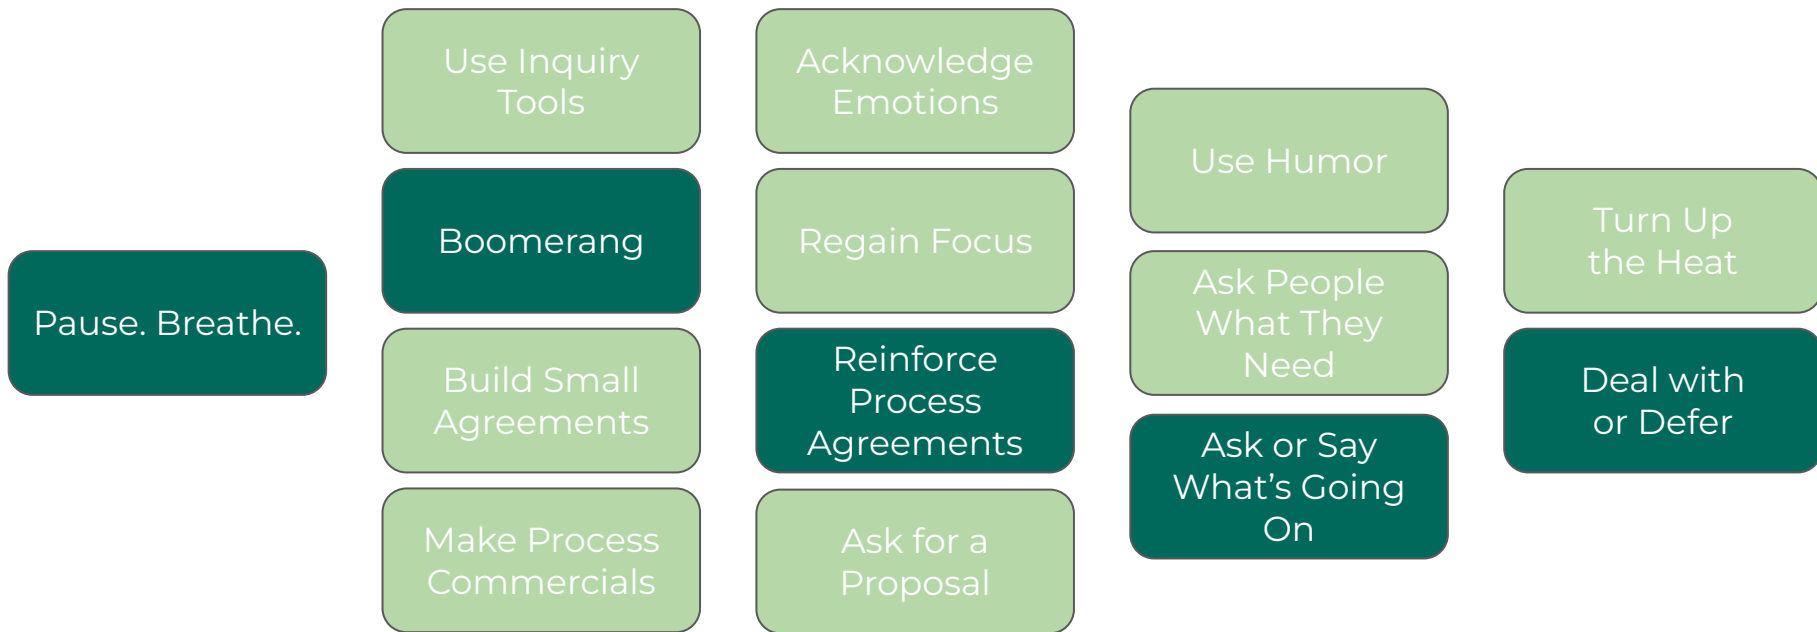 Pause. Breathe.
Use Inquiry
Tools
Boomerang
Build Small
Agreements
Make Process
Commercials
Acknowledge
Emotions
Regain Focus
Reinforce
Process
Agreements
Ask for a
Proposal
Use Humor
Ask People
What They
Need
Ask or Say
What’s Going
On
Turn Up
the Heat
Deal with
or Defer